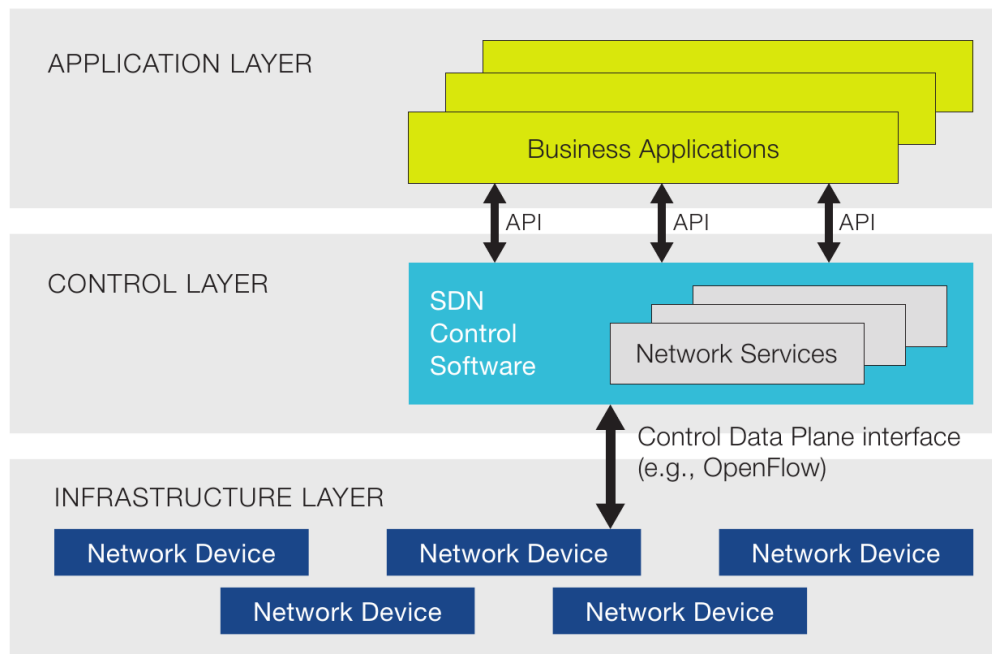 APPLICATION LAYER
Business Applications
API
API
API
CONTROL LAYER
SDN
Control
Software
Network Services
Control Data Plane interface
(e.g., OpenFlow)
INFRASTRUCTURE LAYER
Network Device
Network Device
Network Device
Network Device
Network Device